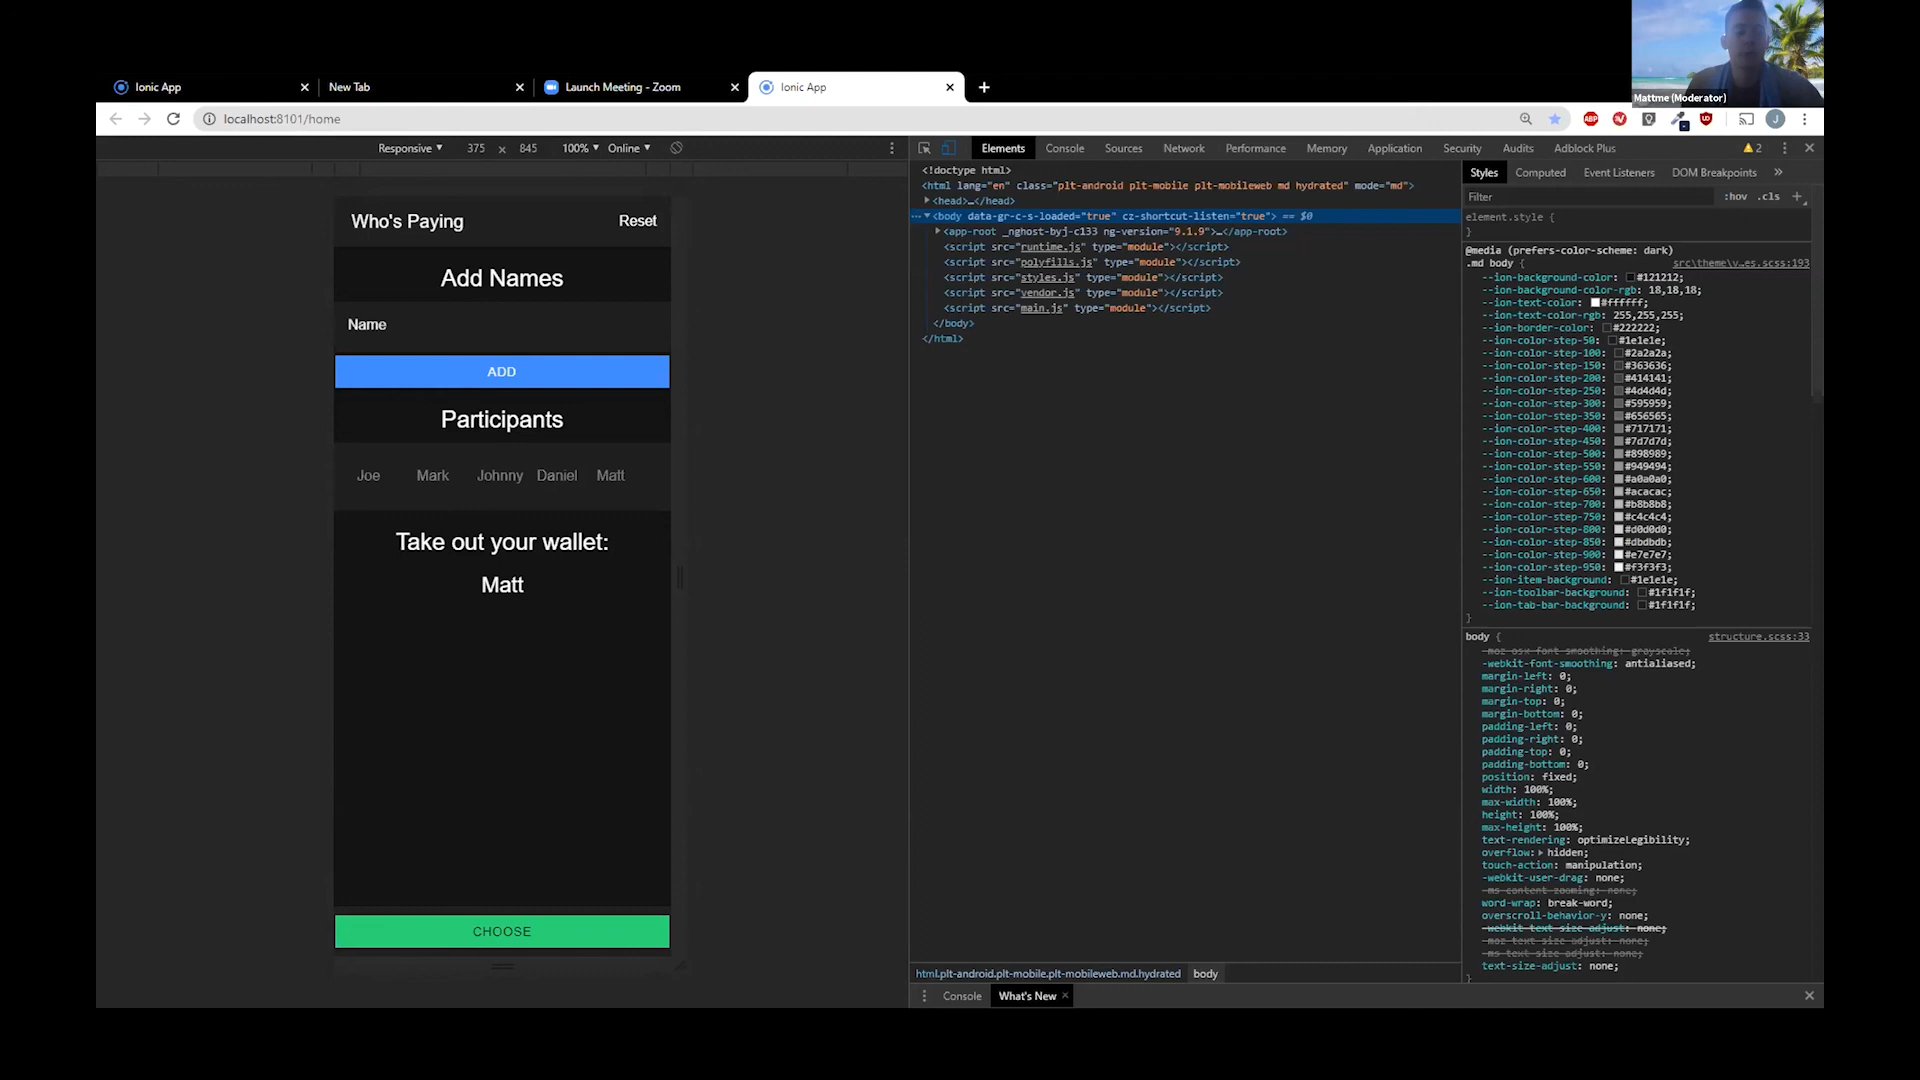 Mattme (Moderator)
Ionic App
New Tab
Launch Meeting - Zoom
Ionic App
localhost:8101/home
ABP
J
Responsive
375 x 845
100%
Online
Who's Paying
Reset
Add Names
Name
ADD
Participants
Joe Mark Johnny Daniel Matt
Take out your wallet:
Matt
CHOOSE
Elements Console Sources Network Performance Memory Application Security Audits Adblock Plus
2
<!doctype html>
<html lang="en" class="plt-android plt-mobile plt-mobileweb md hydrated" mode="md">
<head>…</head>
<body data-gr-c-s-loaded="true" cz-shortcut-listen="true"> == $0
<app-root _nghost-byj-c133 ng-version="9.1.9">…</app-root>
<script src="runtime.js" type="module"></script>
<script src="polyfills.js" type="module"></script>
<script src="styles.js" type="module"></script>
<script src="vendor.js" type="module"></script>
<script src="main.js" type="module"></script>
</body>
</html>
html.plt-android.plt-mobile.plt-mobileweb.md.hydrated body
Console What's New
Styles Computed Event Listeners DOM Breakpoints
Filter :hov .cls
element.style {
}
@media (prefers-color-scheme: dark)
.md body { src\theme\v…es.scss:193
--ion-background-color: #121212;
--ion-background-color-rgb: 18,18,18;
--ion-text-color: #ffffff;
--ion-text-color-rgb: 255,255,255;
--ion-border-color: #222222;
--ion-color-step-50: #1e1e1e;
--ion-color-step-100: #2a2a2a;
--ion-color-step-150: #363636;
--ion-color-step-200: #414141;
--ion-color-step-250: #4d4d4d;
--ion-color-step-300: #595959;
--ion-color-step-350: #656565;
--ion-color-step-400: #717171;
--ion-color-step-450: #7d7d7d;
--ion-color-step-500: #898989;
--ion-color-step-550: #949494;
--ion-color-step-600: #a0a0a0;
--ion-color-step-650: #acacac;
--ion-color-step-700: #b8b8b8;
--ion-color-step-750: #c4c4c4;
--ion-color-step-800: #d0d0d0;
--ion-color-step-850: #dbdbdb;
--ion-color-step-900: #e7e7e7;
--ion-color-step-950: #f3f3f3;
--ion-item-background: #1e1e1e;
--ion-toolbar-background: #1f1f1f;
--ion-tab-bar-background: #1f1f1f;
}
body { structure.scss:33
-moz-osx-font-smoothing: grayscale;
-webkit-font-smoothing: antialiased;
margin-left: 0;
margin-right: 0;
margin-top: 0;
margin-bottom: 0;
padding-left: 0;
padding-right: 0;
padding-top: 0;
padding-bottom: 0;
position: fixed;
width: 100%;
max-width: 100%;
height: 100%;
max-height: 100%;
text-rendering: optimizeLegibility;
overflow: hidden;
touch-action: manipulation;
-webkit-user-drag: none;
-ms-content-zooming: none;
word-wrap: break-word;
overscroll-behavior-y: none;
-webkit-text-size-adjust: none;
-moz-text-size-adjust: none;
-ms-text-size-adjust: none;
text-size-adjust: none;
}